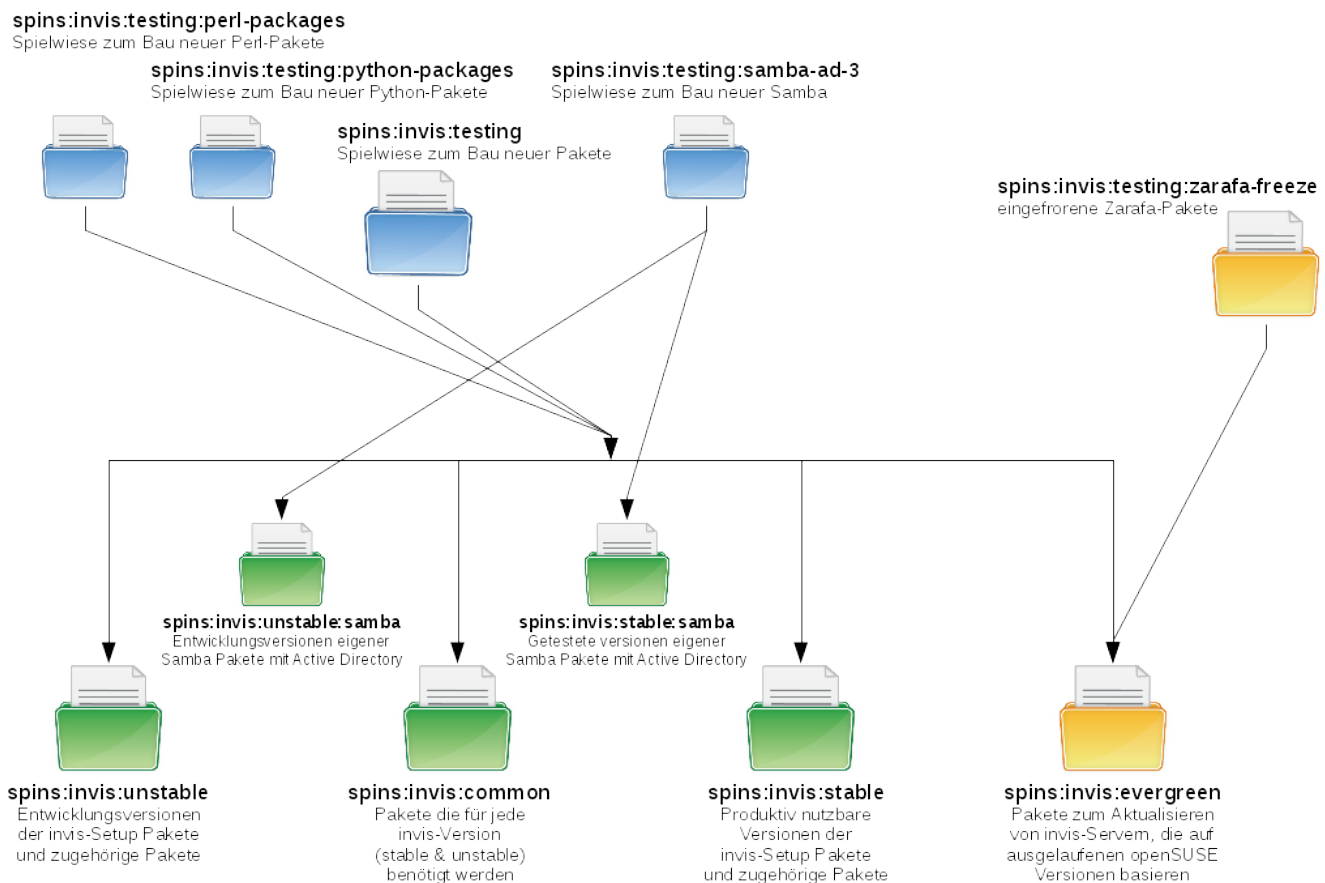 spins:invis:testing:perl-packages
Spielwiese zum Bau neuer Perl-Pakete
spins:invis:testing:python-packages
Spielwiese zum Bau neuer Python-Pakete
spins:invis:testing:samba-ad-3
Spielwiese zum Bau neuer Samba
spins:invis:testing
Spielwiese zum Bau neuer Pakete
spins:invis:testing:zarafa-freeze
eingefrorene Zarafa-Pakete
spins:invis:unstable:samba
Entwicklungsversionen eigener
Samba Pakete mit Active Directory
spins:invis:stable:samba
Getestete versionen eigener
Samba Pakete mit Active Directory
spins:invis:unstable
Entwicklungsversionen
der invis-Setup Pakete
und zugehörige Pakete
spins:invis:common
Pakete die für jede
invis-Version
(stable & unstable)
benötigt werden
spins:invis:stable
Produktiv nutzbare
Versionen der
invis-Setup Pakete
und zugehörige Pakete
spins:invis:evergreen
Pakete zum Aktualisieren
von invis-Servern, die auf
ausgelaufenen openSUSE
Versionen basieren